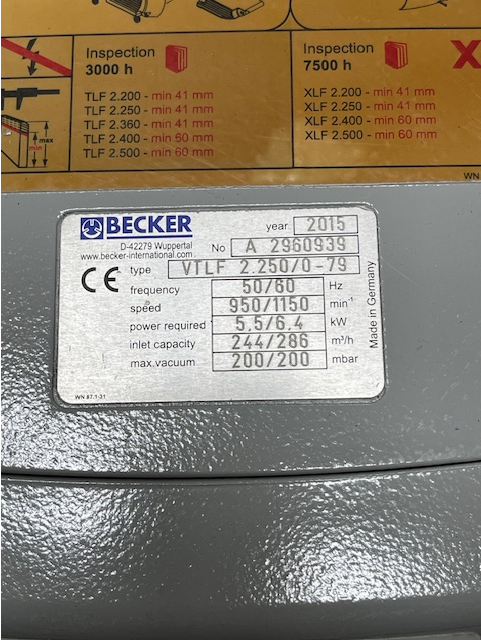 Inspection
3000 h
TLF 2.200 - min 41 mm
TLF 2.250 - min 41 mm
TLF 2.360 - min 41 mm
TLF 2.400 - min 60 mm
TLF 2.500 - min 60 mm
max
min
Inspection
7500 h
X
XLF 2.200 - min 41 mm
XLF 2.250 - min 41 mm
XLF 2.400 - min 60 mm
XLF 2.500 - min 60 mm
WN
BECKER
D-42279 Wuppertal
www.becker-international.com
year 2015
No A 2960939
CE type VTLF 2.250/0-79
frequency 50/60 Hz
speed 950/1150 min-1
power required 5,5/6,4 kW
inlet capacity 244/286 m³/h
max.vacuum 200/200 mbar
Made in Germany
WN 87.1-31